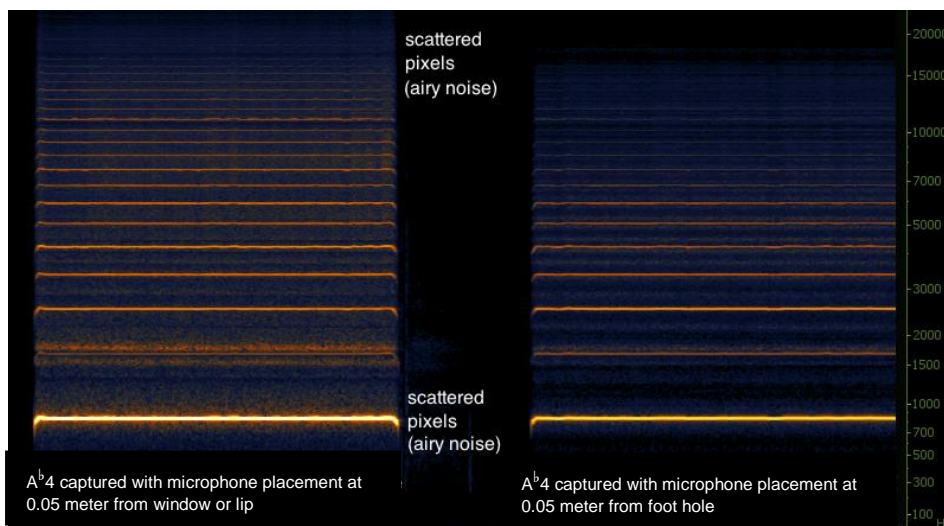 scattered
pixels
(airy noise)
scattered
pixels
(airy noise)
20000
15000
10000
7000
5000
3000
2000
1500
1000
700
500
300
100
A♭4 captured with microphone placement at
0.05 meter from window or lip
A♭4 captured with microphone placement at
0.05 meter from foot hole